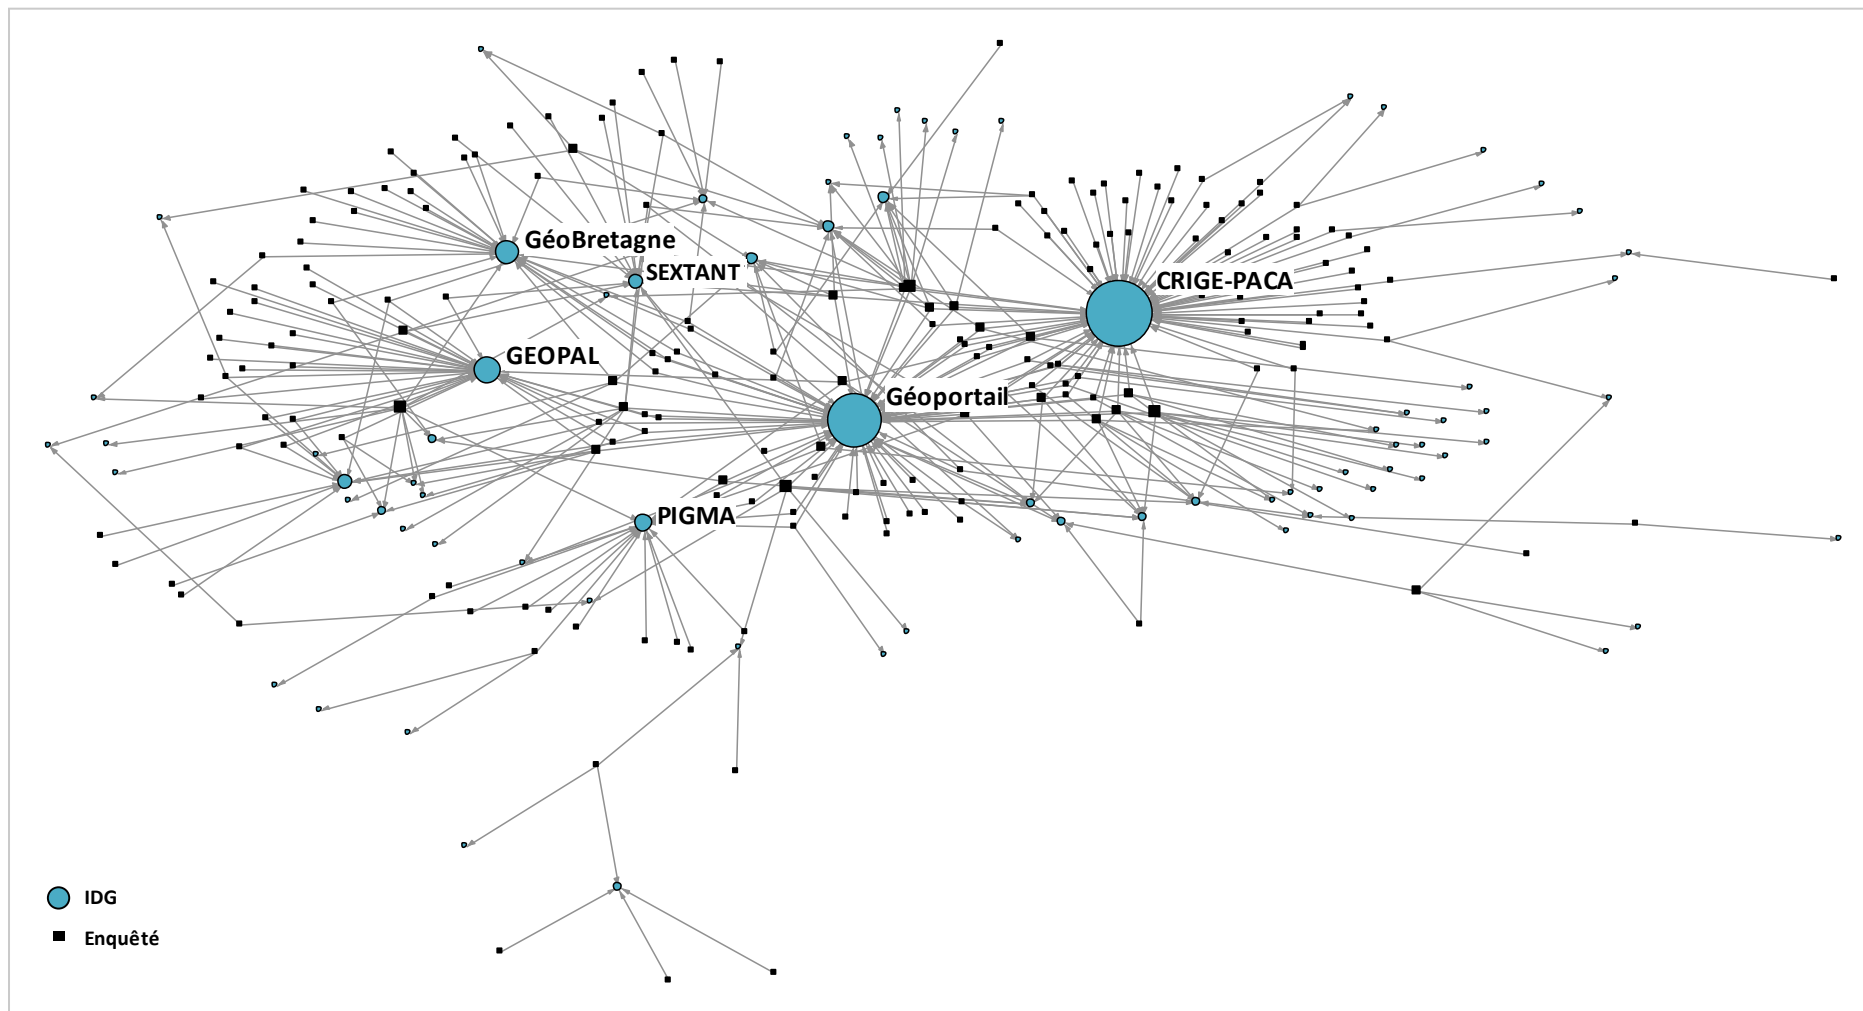 GéoBretagne
SEXTANT
CRIGE-PACA
GEOPAL
Géoportail
PIGMA
IDG
Enquêté